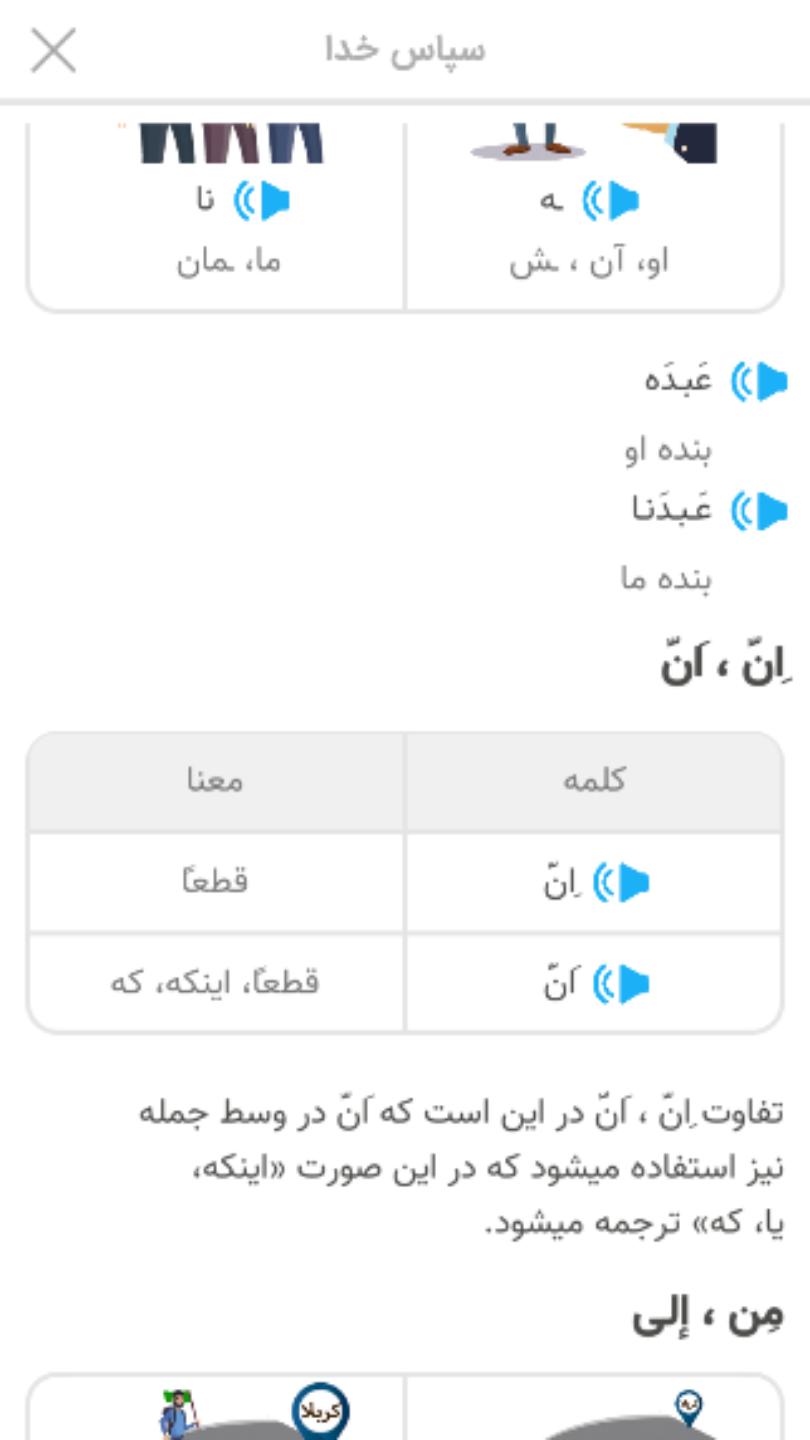 سپاس خدا
ـه
نا
او، آن ، ـش
ما، ـمان
عَبدَه
بنده او
عَبدَنا
بنده ما
اِنّ ، اَنّ
کلمه
معنا
اِنّ
قطعاً
اَنّ
قطعاً، اینکه، که
تفاوت اِنّ ، اَنّ در این است که اَنّ در وسط جمله
نیز استفاده میشود که در این صورت «اینکه،
یا، که» ترجمه میشود.
مِن ، إلی
کربلا